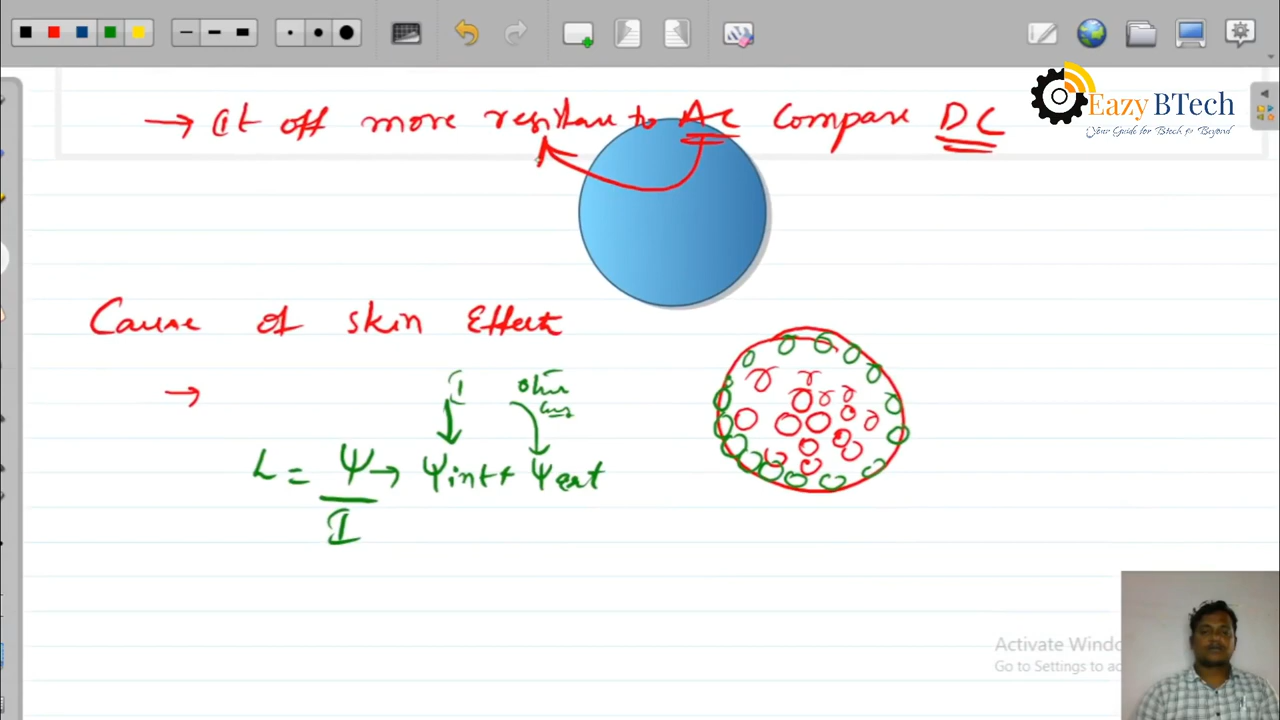 Eazy BTech
Your Guide for Btech & Beyond
→ It off more resistance to AC Compare DC
Cause of skin Effect
→
I other
L = Ψ → Ψint + Ψext
I
Activate Windo
Go to Settings to ac